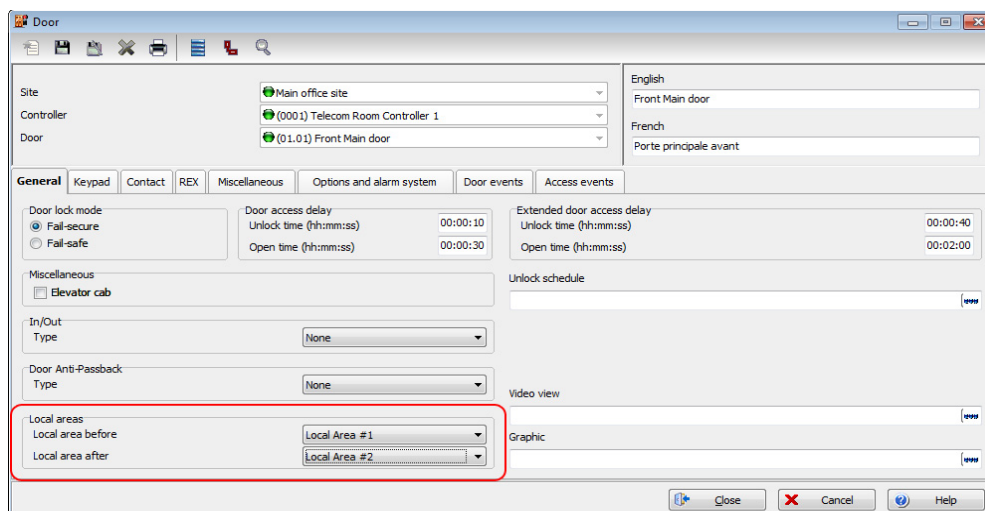 Door
Site
Main office site
Controller
(0001) Telecom Room Controller 1
Door
(01.01) Front Main door
English
Front Main door
French
Porte principale avant
General Keypad Contact REX Miscellaneous Options and alarm system Door events Access events
Door lock mode
Fail-secure
Fail-safe
Door access delay
Unlock time (hh:mm:ss) 00:00:10
Open time (hh:mm:ss) 00:00:30
Extended door access delay
Unlock time (hh:mm:ss) 00:00:40
Open time (hh:mm:ss) 00:02:00
Miscellaneous
Elevator cab
Unlock schedule
In/Out
Type None
Door Anti-Passback
Type None
Video view
Local areas
Local area before Local Area #1
Local area after Local Area #2
Graphic
Close Cancel Help